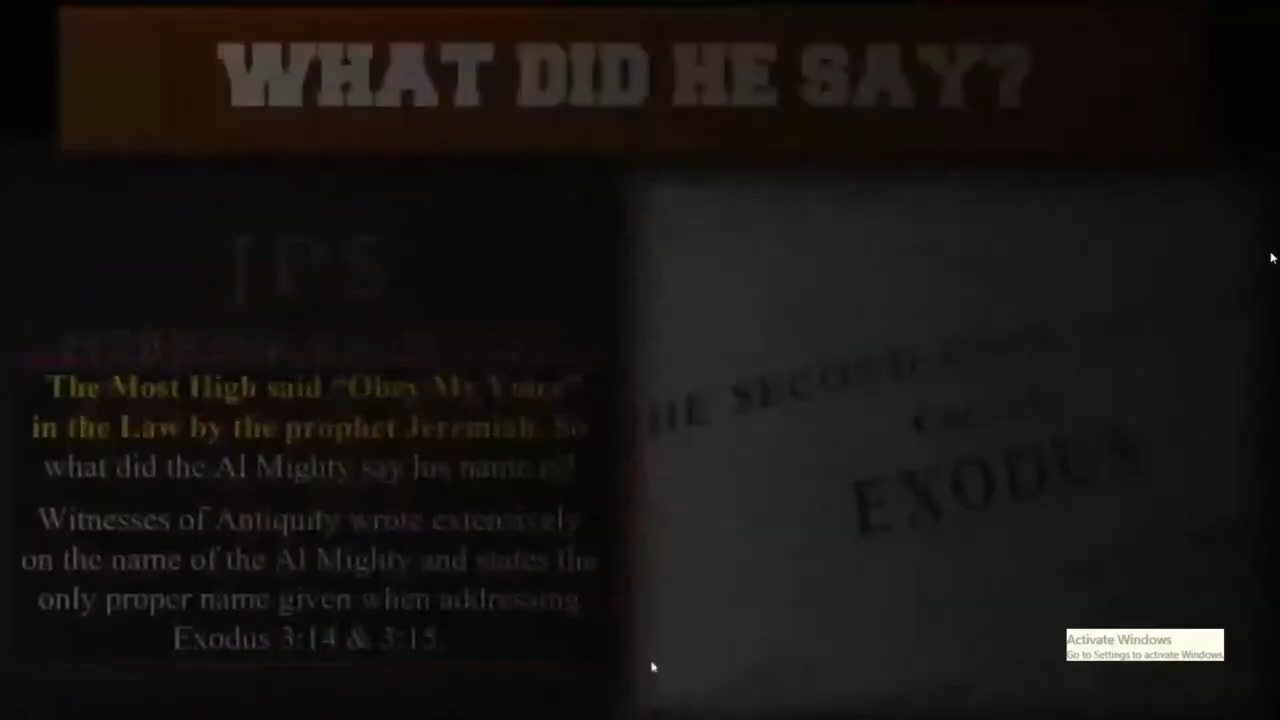 WHAT DID HE SAY?
JPS
The Most High said “Obey My Voice”
in the Law by the prophet Jeremiah. So
what did the Al Mighty say his name is?
Witnesses of Antiquity wrote extensively
on the name of the Al Mighty and states the
only proper name given when addressing
Exodus 3:14 & 3:15.
HE SECOND
EXODUS
Activate Windows
Go to Settings to activate Windows.